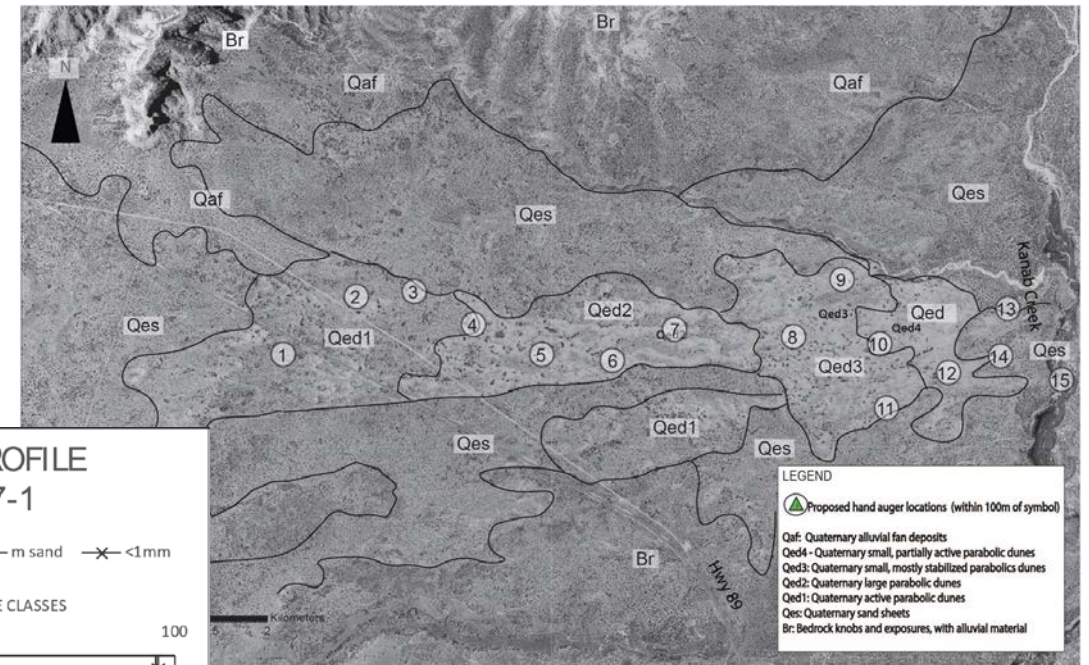 Br
Br
N
Qaf
Qaf
Qes
Qaf
Qes
Kanab Creek
9
13
3
2
Qed3
Qed
Qed2
4
7
Qed4
Qes
Qed1
8
10
14
Qes
1
5
6
Qed3
12
15
11
Qed1
Qes
Qes
Br
Hwy 89
Kilometers
5
2
ROFILE
7-1
m sand
<1mm
E CLASSES
100
LEGEND
Proposed hand auger locations (within 100m of symbol)
Qaf: Quaternary alluvial fan deposits
Qed4 - Quaternary small, partially active parabolic dunes
Qed3: Quaternary small, mostly stabilized parabolics dunes
Qed2: Quaternary large parabolic dunes
Qed1: Quaternary active parabolic dunes
Qes: Quaternary sand sheets
Br: Bedrock knobs and exposures, with alluvial material